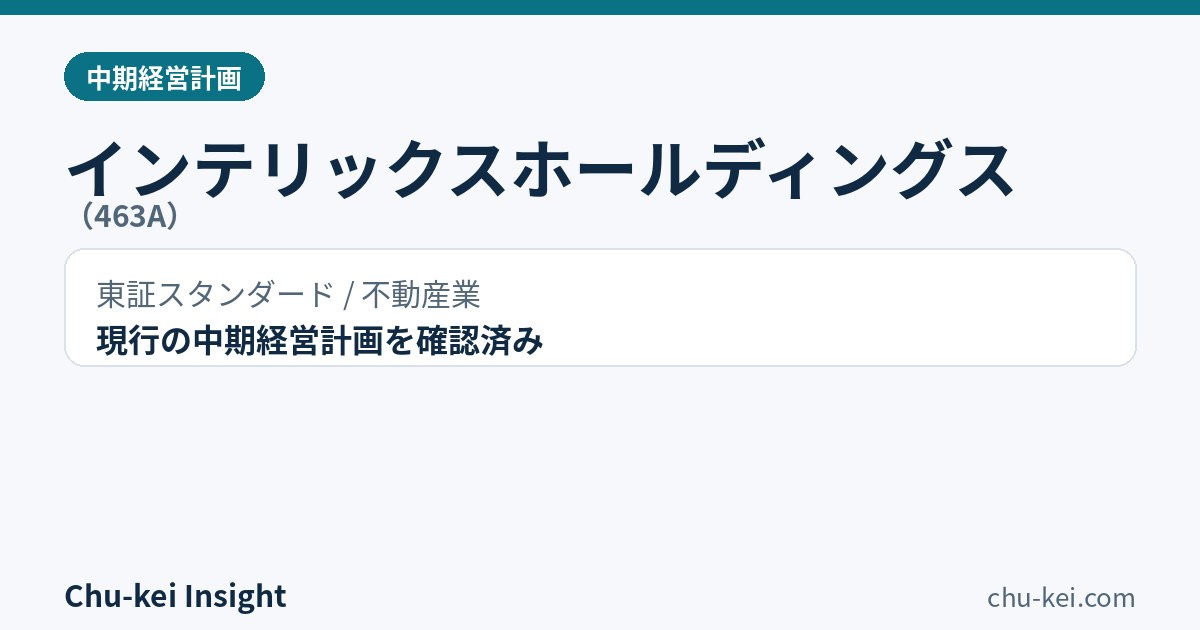 中期経営計画
インテリックスホールディングス
（463A）
東証スタンダード / 不動産業
現行の中期経営計画を確認済み
Chu-kei Insight
chu-kei.com